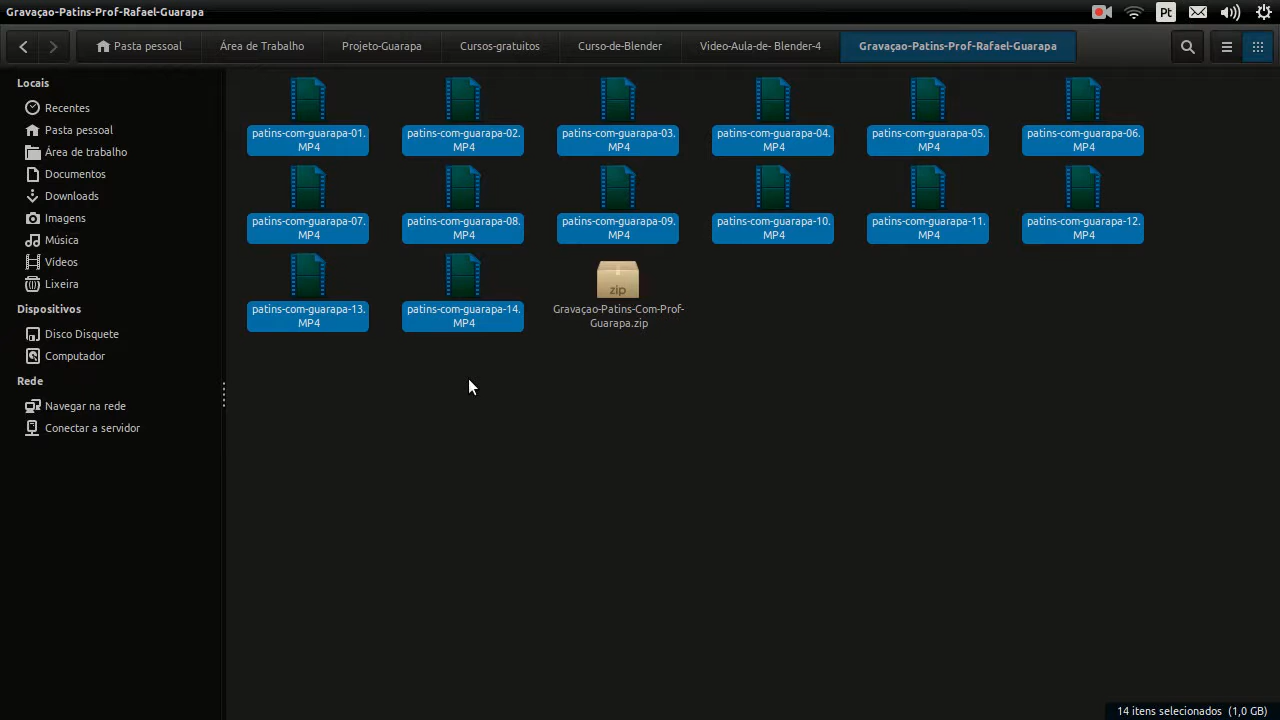 Gravaçao-Patins-Prof-Rafael-Guarapa
Pt
Pasta pessoal
Área de Trabalho
Projeto-Guarapa
Cursos-gratuitos
Curso-de-Blender
Video-Aula-de- Blender-4
Gravaçao-Patins-Prof-Rafael-Guarapa
Locais
Recentes
Pasta pessoal
Área de trabalho
Documentos
Downloads
Imagens
Música
Vídeos
Lixeira
Dispositivos
Disco Disquete
Computador
Rede
Navegar na rede
Conectar a servidor
patins-com-guarapa-01.
MP4
patins-com-guarapa-02.
MP4
patins-com-guarapa-03.
MP4
patins-com-guarapa-04.
MP4
patins-com-guarapa-05.
MP4
patins-com-guarapa-06.
MP4
patins-com-guarapa-07.
MP4
patins-com-guarapa-08.
MP4
patins-com-guarapa-09.
MP4
patins-com-guarapa-10.
MP4
patins-com-guarapa-11.
MP4
patins-com-guarapa-12.
MP4
patins-com-guarapa-13.
MP4
patins-com-guarapa-14.
MP4
zip
Gravaçao-Patins-Com-Prof-
Guarapa.zip
14 itens selecionados (1,0 GB)